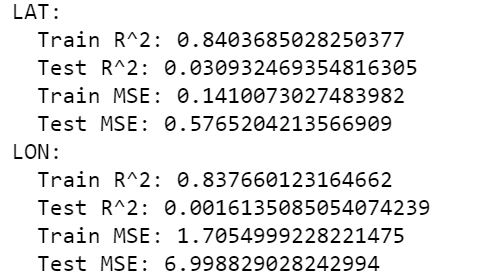 LAT:
Train R^2: 0.8403685028250377
Test R^2: 0.030932469354816305
Train MSE: 0.1410073027483982
Test MSE: 0.5765204213566909
LON:
Train R^2: 0.837660123164662
Test R^2: 0.0016135085054074239
Train MSE: 1.7054999228221475
Test MSE: 6.998829028242994